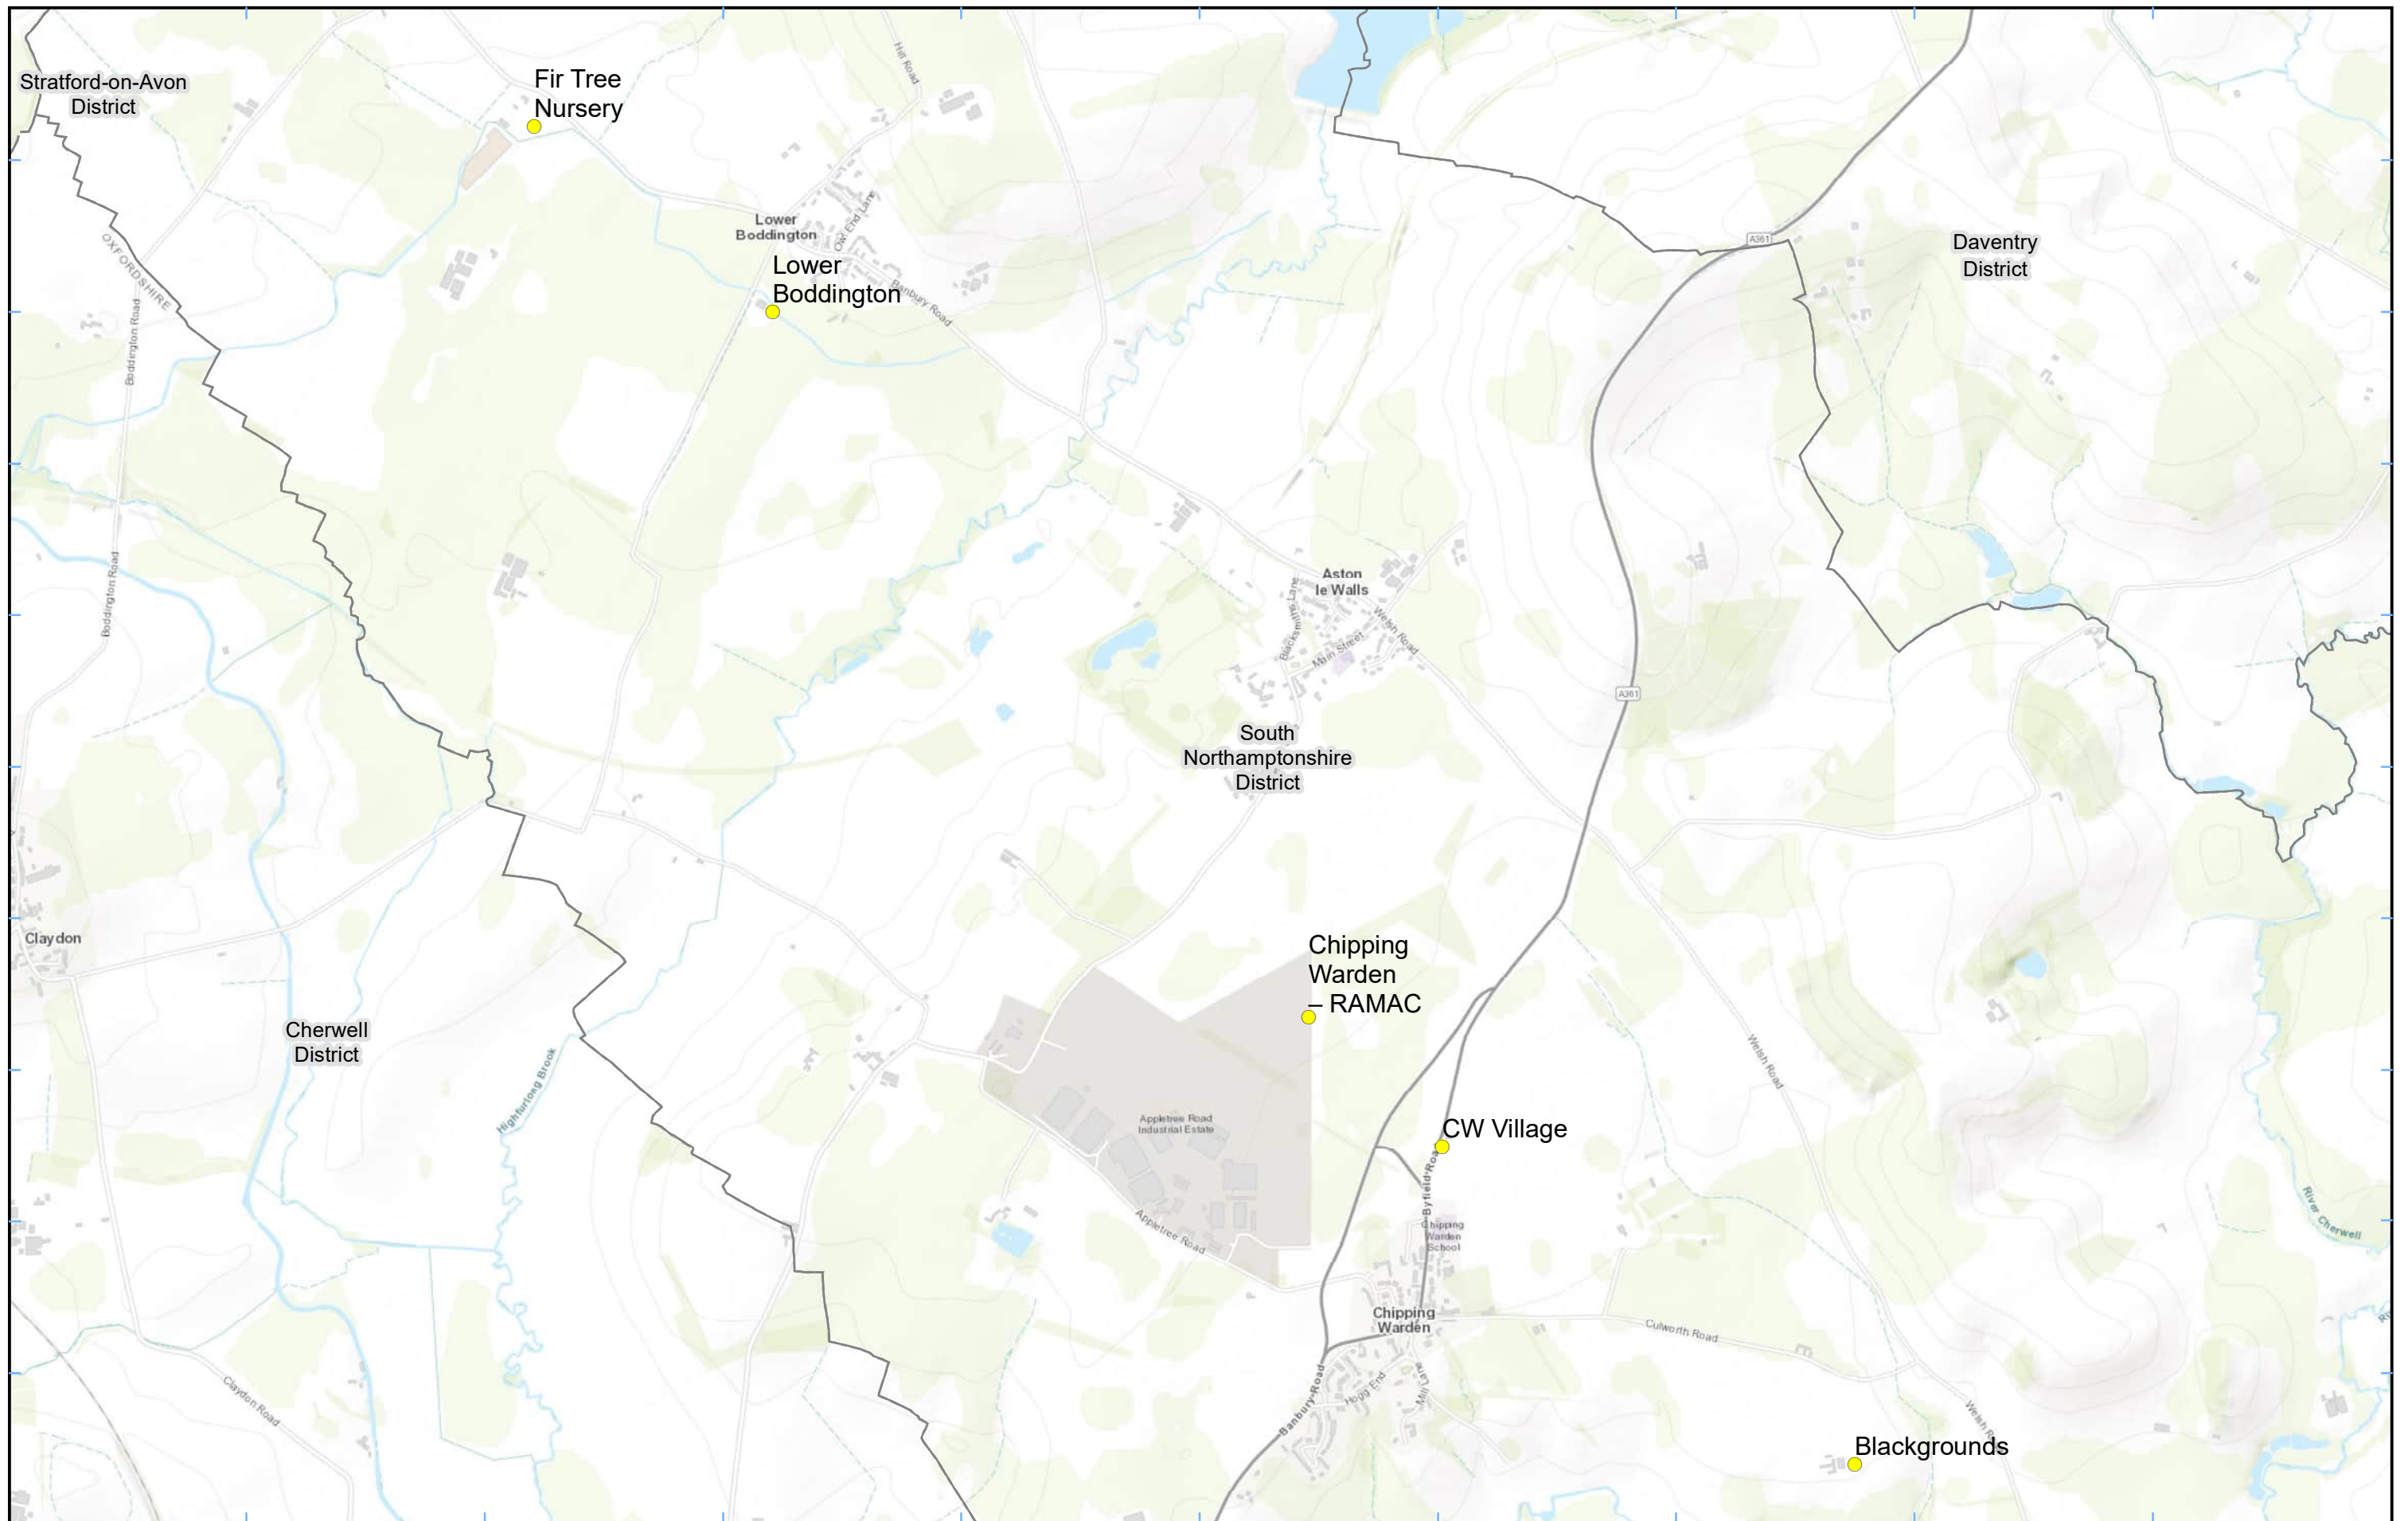 Stratford-on-Avon
District
Fir Tree
Nursery
Hill Road
OXFORDSHIRE
Lower
Boddington
Owl End Lane
Lower
Boddington
Banbury Road
A361
Daventry
District
Boddington Road
Boddington Road
Aston
le Walls
Blacksmiths Lane
Main Street
Welsh Road
A361
South
Northamptonshire
District
Claydon
Chipping
Warden
– RAMAC
Cherwell
District
Highfurlong Brook
Welsh Road
Appletree Road
Industrial Estate
CW Village
Byfield Roa
Chipping
Warden
School
Appletree Road
River Cherwell
Chipping
Warden
Culworth Road
Claydon Road
Banbury Road
Hogg End
Mill Lane
Welsh R
Blackgrounds